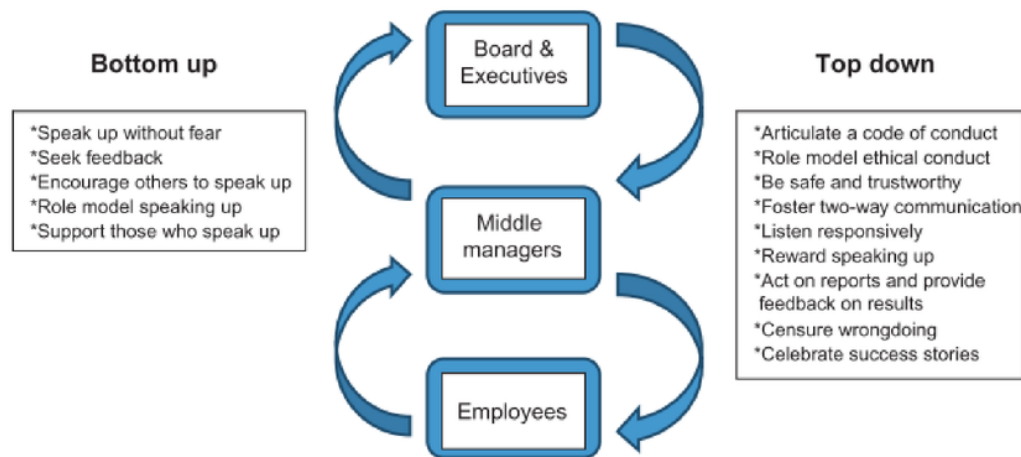 Bottom up
*Speak up without fear
*Seek feedback
*Encourage others to speak up
*Role model speaking up
*Support those who speak up
Board &
Executives
Middle
managers
Employees
Top down
*Articulate a code of conduct
*Role model ethical conduct
*Be safe and trustworthy
*Foster two-way communication
*Listen responsively
*Reward speaking up
*Act on reports and provide
feedback on results
*Censure wrongdoing
*Celebrate success stories